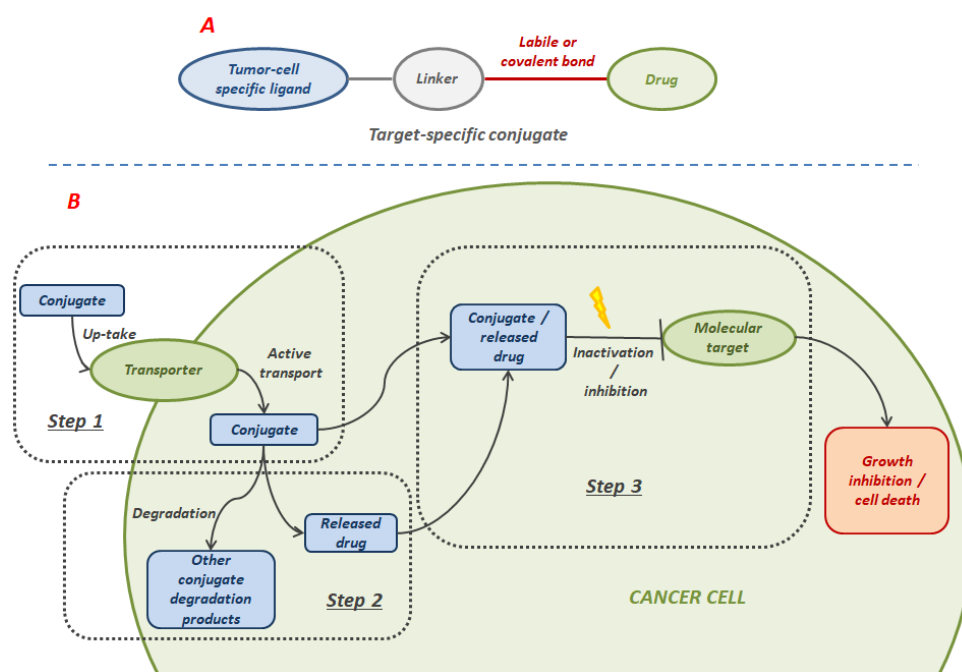 A
Tumor-cell
specific ligand
Linker
Labile or
covalent bond
Drug
Target-specific conjugate
B
Conjugate
Up-take
Transporter
Active
transport
Step 1
Conjugate
Degradation
Other
conjugate
degradation
products
Released
drug
Step 2
Conjugate /
released
drug
Inactivation
/
inhibition
Molecular
target
Step 3
Growth
inhibition /
cell death
CANCER CELL